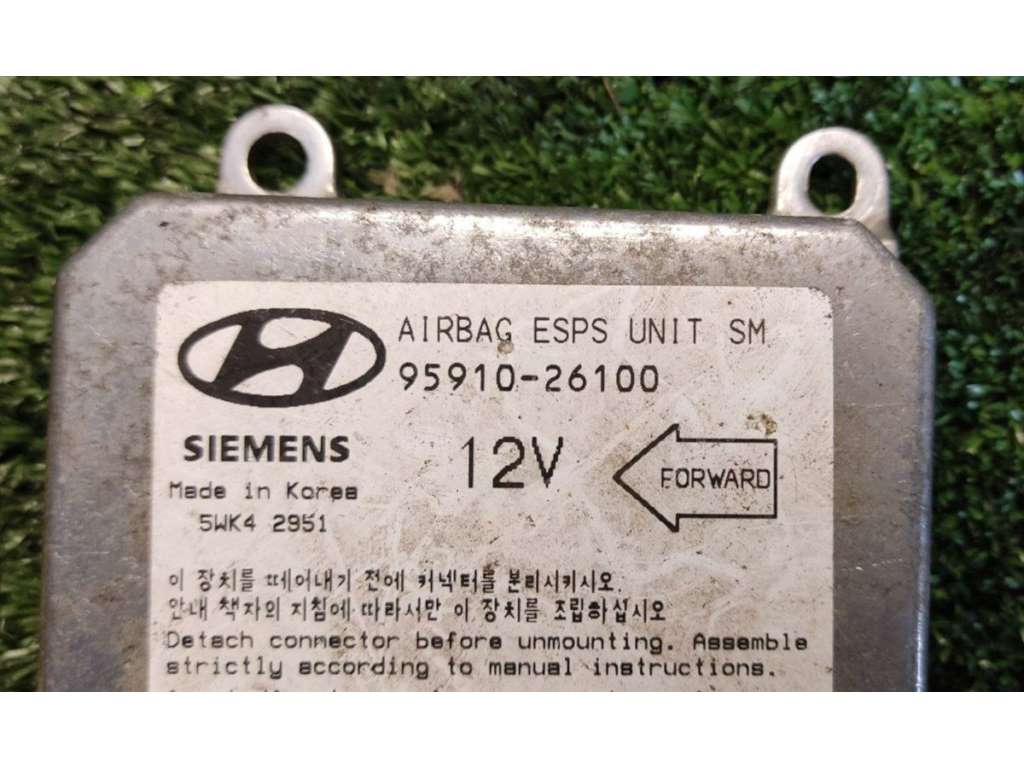 AIRBAG ESPS UNIT SM
95910-26100
SIEMENS
12V
FORWARD
Made in Korea
5WK4 2951
이 장치를 떼어내기 전에 커넥터를 분리시키시오
안내 책자의 지침에 따라서만 이 장치를 조립하십시오
Detach connector before unmounting. Assemble
strictly according to manual instructions.